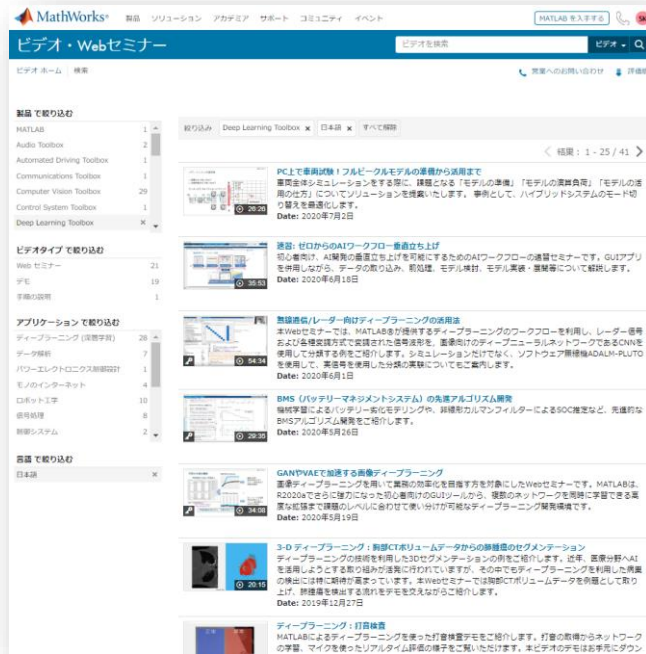 MathWorks®
製品 ソリューション アカデミア サポート コミュニティ イベント
MATLAB を入手する
ビデオ・Webセミナー
ビデオを検索
ビデオ
ビデオ ホーム 検索
営業へのお問い合わせ
製品 で絞り込む
MATLAB 1
Audio Toolbox 1
Automated Driving Toolbox 1
Communications Toolbox 1
Computer Vision Toolbox 29
Control System Toolbox 1
Deep Learning Toolbox ×
ビデオタイプ で絞り込む
Web セミナー 21
デモ 19
手順の説明 1
アプリケーション で絞り込む
ディープラーニング (深層学習) 28
データ解析 7
パワーエレクトロニクス制御設計 1
モノのインターネット 4
ロボット工学 10
信号処理 8
制御システム 2
言語 で絞り込む
日本語 ×
絞り込み Deep Learning Toolbox × 日本語 × すべて解除
結果: 1 - 25 / 41
28:26
PC上で車両試験！フルビークルモデルの準備から活用まで
車両全体シミュレーションをする際に、課題となる「モデルの準備」「モデルの演算負荷」「モデルの活
用の仕方」についてソリューションを提案いたします。 事例として、ハイブリッドシステムのモード切
り替えを最適化します。
Date: 2020年7月2日
35:53
速習: ゼロからのAIワークフロー垂直立ち上げ
初心者向け、AI開発の垂直立ち上げを可能にするためのAIワークフローの速習セミナーです。GUIアプリ
を併用しながら、データの取り込み、前処理、モデル検討、モデル実装・展開等について解説します。
Date: 2020年6月18日
54:34
無線通信/レーダー向けディープラーニングの活用法
本Webセミナーでは、MATLAB®が提供するディープラーニングのワークフローを利用し、レーダー信号
および各種変調方式で変調された信号波形を、画像向けのディープニューラルネットワークであるCNNを
使用して分類する例をご紹介します。シミュレーションだけでなく、ソフトウェア無線機ADALM-PLUTO
を使用して、実信号を使用した分類の実験についてもご案内します。
Date: 2020年6月1日
29:35
BMS（バッテリーマネジメントシステム）の先進アルゴリズム開発
機械学習によるバッテリー劣化モデリングや、非線形カルマンフィルターによるSOC推定など、先進的な
BMSアルゴリズム開発をご紹介します。
Date: 2020年5月26日
34:08
GANやVAEで加速する画像ディープラーニング
画像ディープラーニングを用いて業務の効率化を目指す方を対象にしたWebセミナーです。MATLABは、
R2020aでさらに強力になった初心者向けのGUIツールから、複数のネットワークを同時に学習できる高
度な拡張まで課題のレベルに合わせて使い分けが可能なディープラーニング開発環境です。
Date: 2020年5月19日
20:15
3-D ディープラーニング：胸部CTボリュームデータからの肺腫瘍のセグメンテーション
ディープラーニングの技術を利用した3Dセグメンテーションの例をご紹介します。近年、医療分野へAI
を活用しようとする取り組みが活発に行われていますが、その中でもディープラーニングを利用した病巣
の検出には特に期待が高まっています。本Webセミナーでは胸部CTボリュームデータを例題として取り
上げ、肺腫瘍を検出する流れをデモを交えながらご紹介します。
Date: 2019年12月27日
ディープラーニング：打音検査
MATLABによるディープラーニングを使った打音検査デモをご紹介します。打音の取得からネットワーク
の学習、マイクを使ったリアルタイム評価の様子をご覧いただけます。本ビデオのデモはお手元にダウン